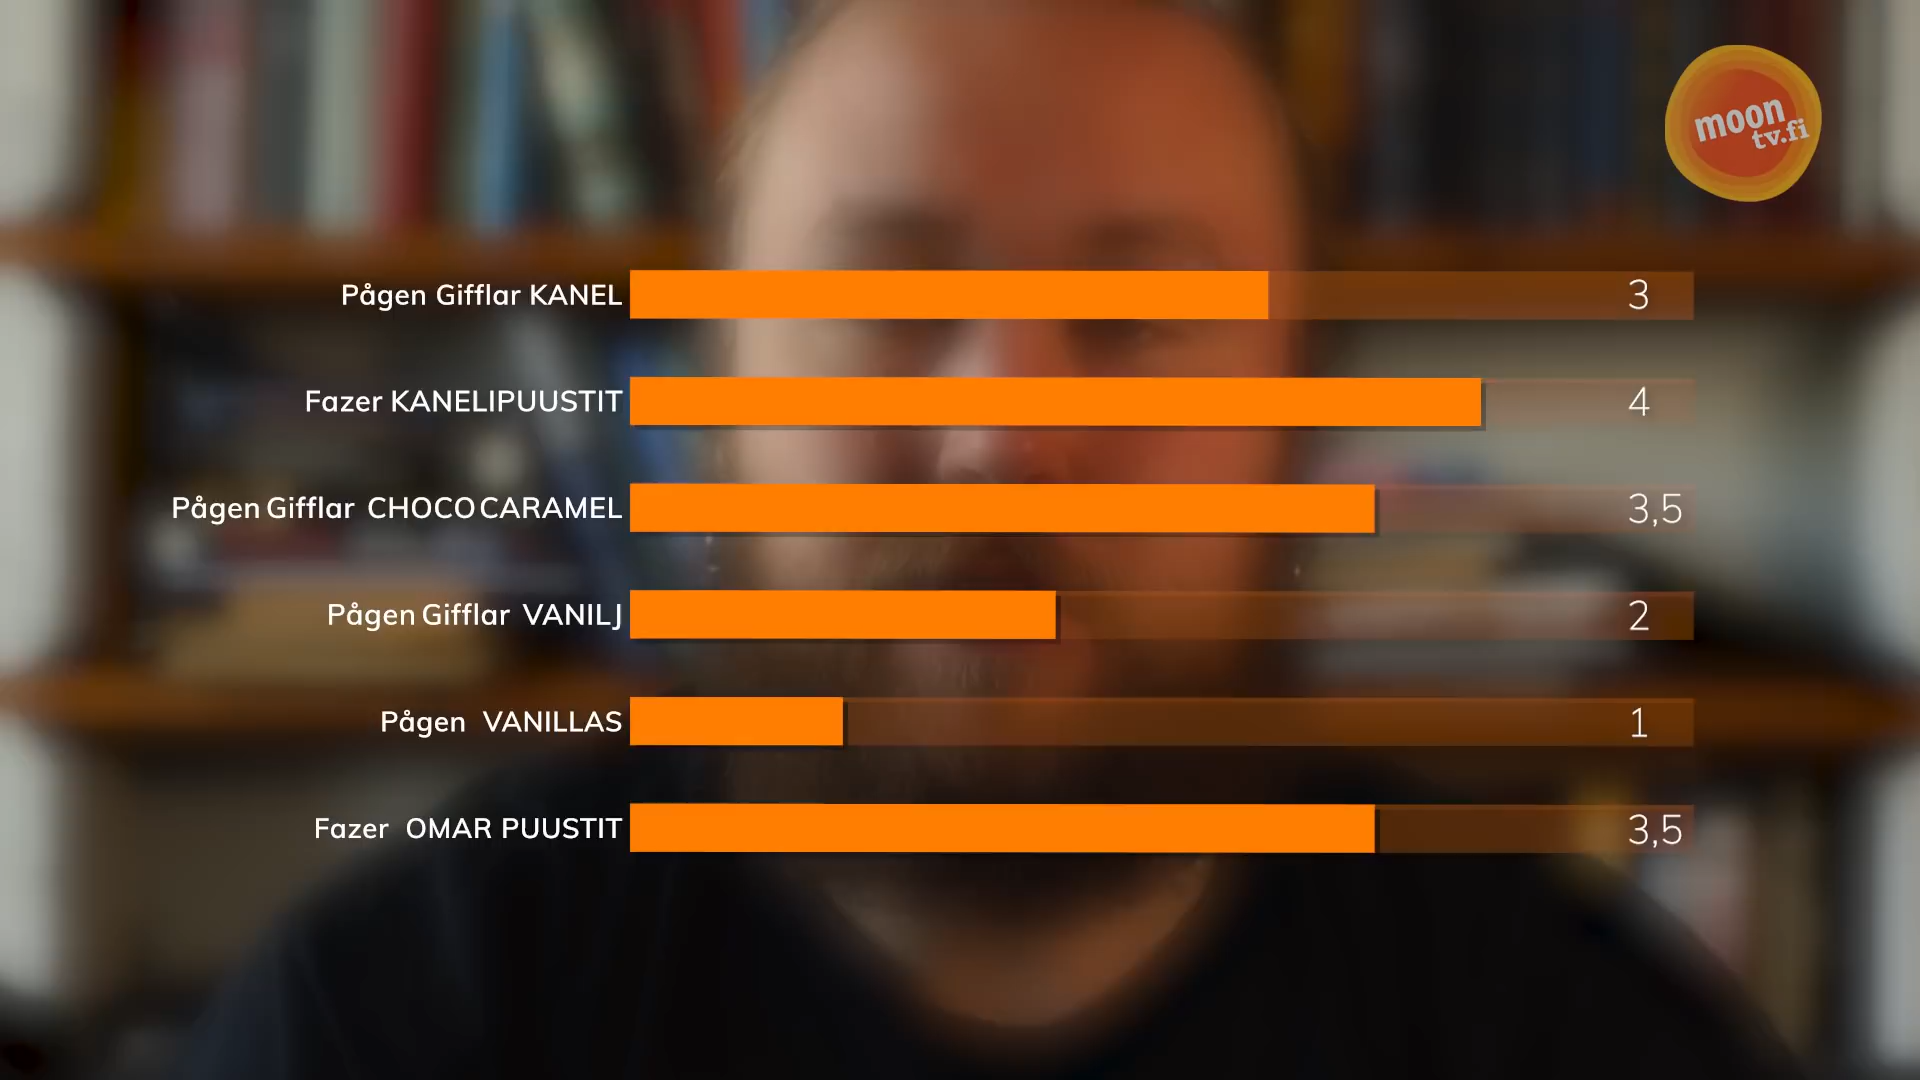 moon
tv.fi
Pågen Gifflar KANEL 3
Fazer KANELIPUUSTIT 4
Pågen Gifflar CHOCO CARAMEL 3,5
Pågen Gifflar VANILJ 2
Pågen VANILLAS 1
Fazer OMAR PUUSTIT 3,5